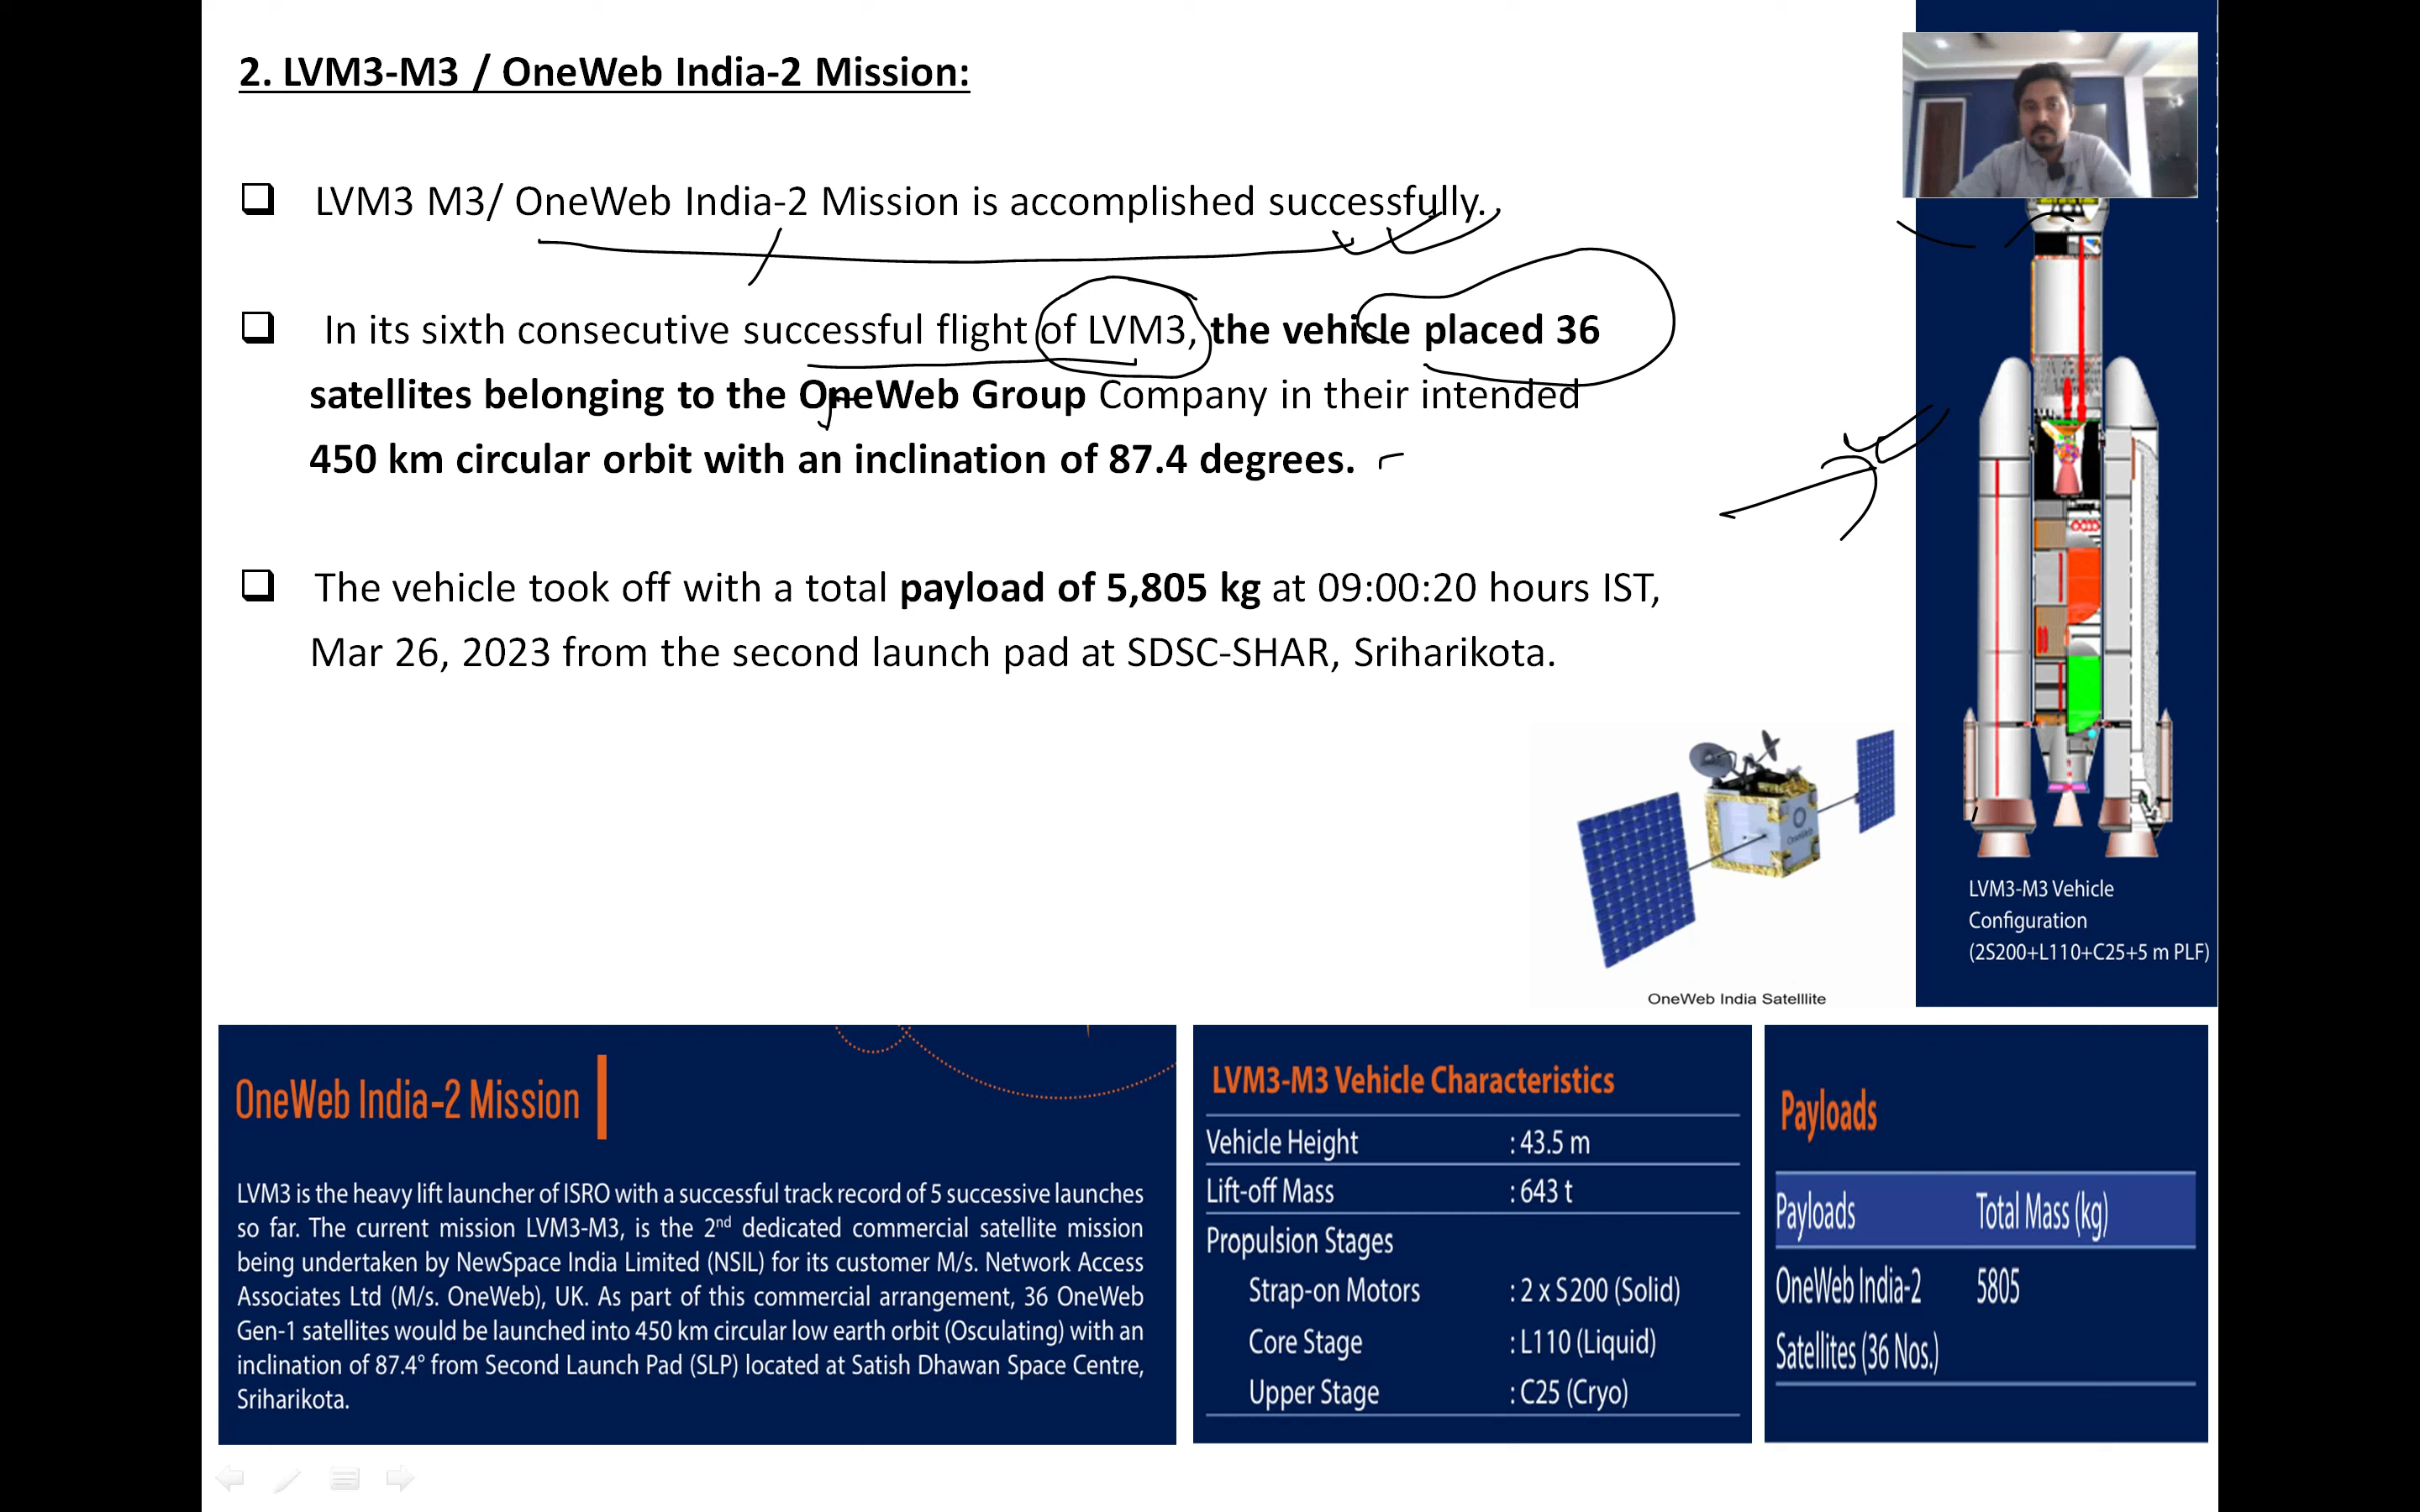 2. LVM3-M3 / OneWeb India-2 Mission:
LVM3 M3/ OneWeb India-2 Mission is accomplished successfully.
In its sixth consecutive successful flight of LVM3, the vehicle placed 36
satellites belonging to the OneWeb Group Company in their intended
450 km circular orbit with an inclination of 87.4 degrees.
The vehicle took off with a total payload of 5,805 kg at 09:00:20 hours IST,
Mar 26, 2023 from the second launch pad at SDSC-SHAR, Sriharikota.
OneWeb
OneWeb India Satelllite
LVM3-M3 Vehicle
Configuration
(2S200+L110+C25+5 m PLF)
OneWeb India-2 Mission
LVM3 is the heavy lift launcher of ISRO with a successful track record of 5 successive launches
so far. The current mission LVM3-M3, is the 2nd dedicated commercial satellite mission
being undertaken by NewSpace India Limited (NSIL) for its customer M/s. Network Access
Associates Ltd (M/s. OneWeb), UK. As part of this commercial arrangement, 36 OneWeb
Gen-1 satellites would be launched into 450 km circular low earth orbit (Osculating) with an
inclination of 87.4° from Second Launch Pad (SLP) located at Satish Dhawan Space Centre,
Sriharikota.
LVM3-M3 Vehicle Characteristics
Vehicle Height : 43.5 m
Lift-off Mass : 643 t
Propulsion Stages
Strap-on Motors : 2 x S200 (Solid)
Core Stage : L110 (Liquid)
Upper Stage : C25 (Cryo)
Payloads
Payloads Total Mass (kg)
OneWeb India-2 5805
Satellites (36 Nos.)